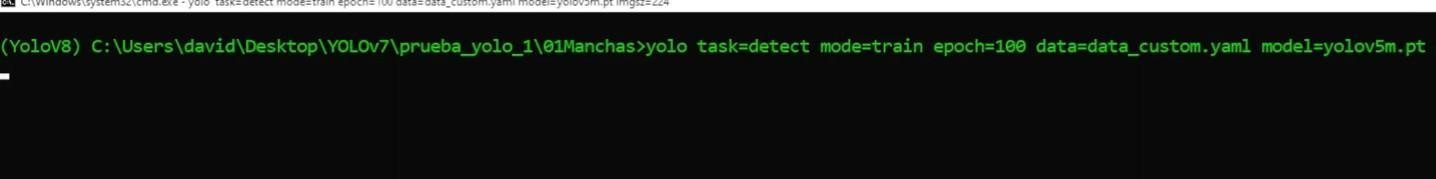 C:\Windows\system32\cmd.exe - yolo task=detect mode=train epoch=100 data=data_custom.yaml model=yolov5m.pt imgsz=224
(YoloV8) C:\Users\david\Desktop\YOLOv7\prueba_yolo_1\01Manchas>yolo task=detect mode=train epoch=100 data=data_custom.yaml model=yolov5m.pt